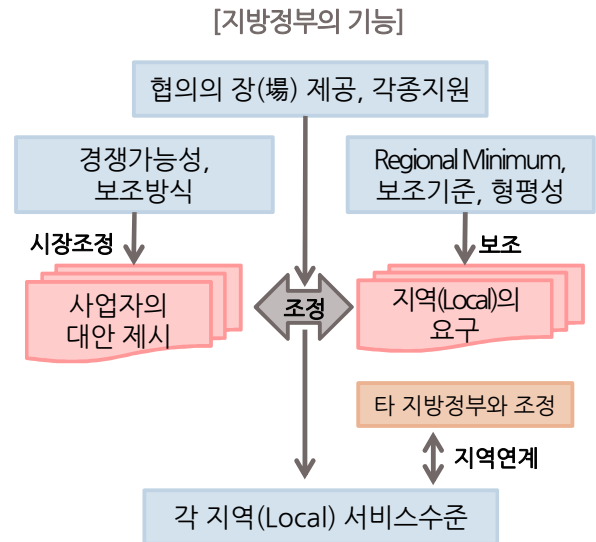 [지방정부의 기능]
협의의 장(場) 제공, 각종지원
경쟁가능성,
보조방식
Regional Minimum,
보조기준, 형평성
시장조정
보조
사업자의
대안 제시
조정
지역(Local)의
요구
타 지방정부와 조정
지역연계
각 지역(Local) 서비스수준